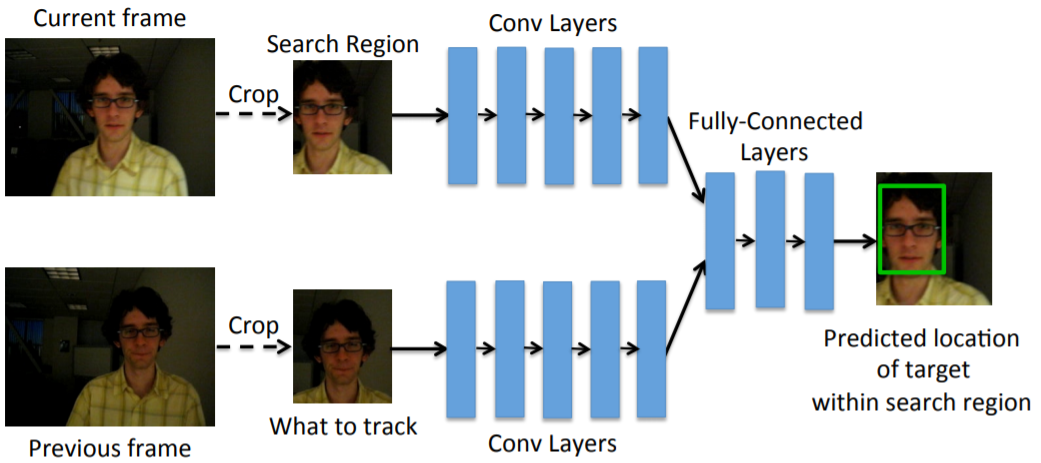 Current frame
Search Region
Crop
Conv Layers
Fully-Connected
Layers
Predicted location
of target
within search region
Crop
What to track
Previous frame
Conv Layers